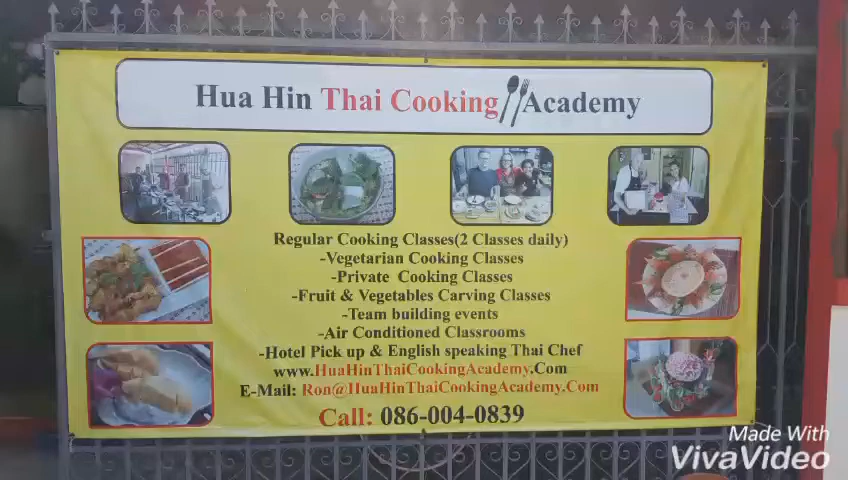 Hua Hin Thai Cooking Academy
Regular Cooking Classes(2 Classes daily)
-Vegetarian Cooking Classes
-Private Cooking Classes
-Fruit & Vegetables Carving Classes
-Team building events
-Air Conditioned Classrooms
-Hotel Pick up & English speaking Thai Chef
www.HuaHinThaiCookingAcademy.Com
E-Mail: Ron@HuaHinThaiCookingAcademy.Com
Call: 086-004-0839
Made With
VivaVideo